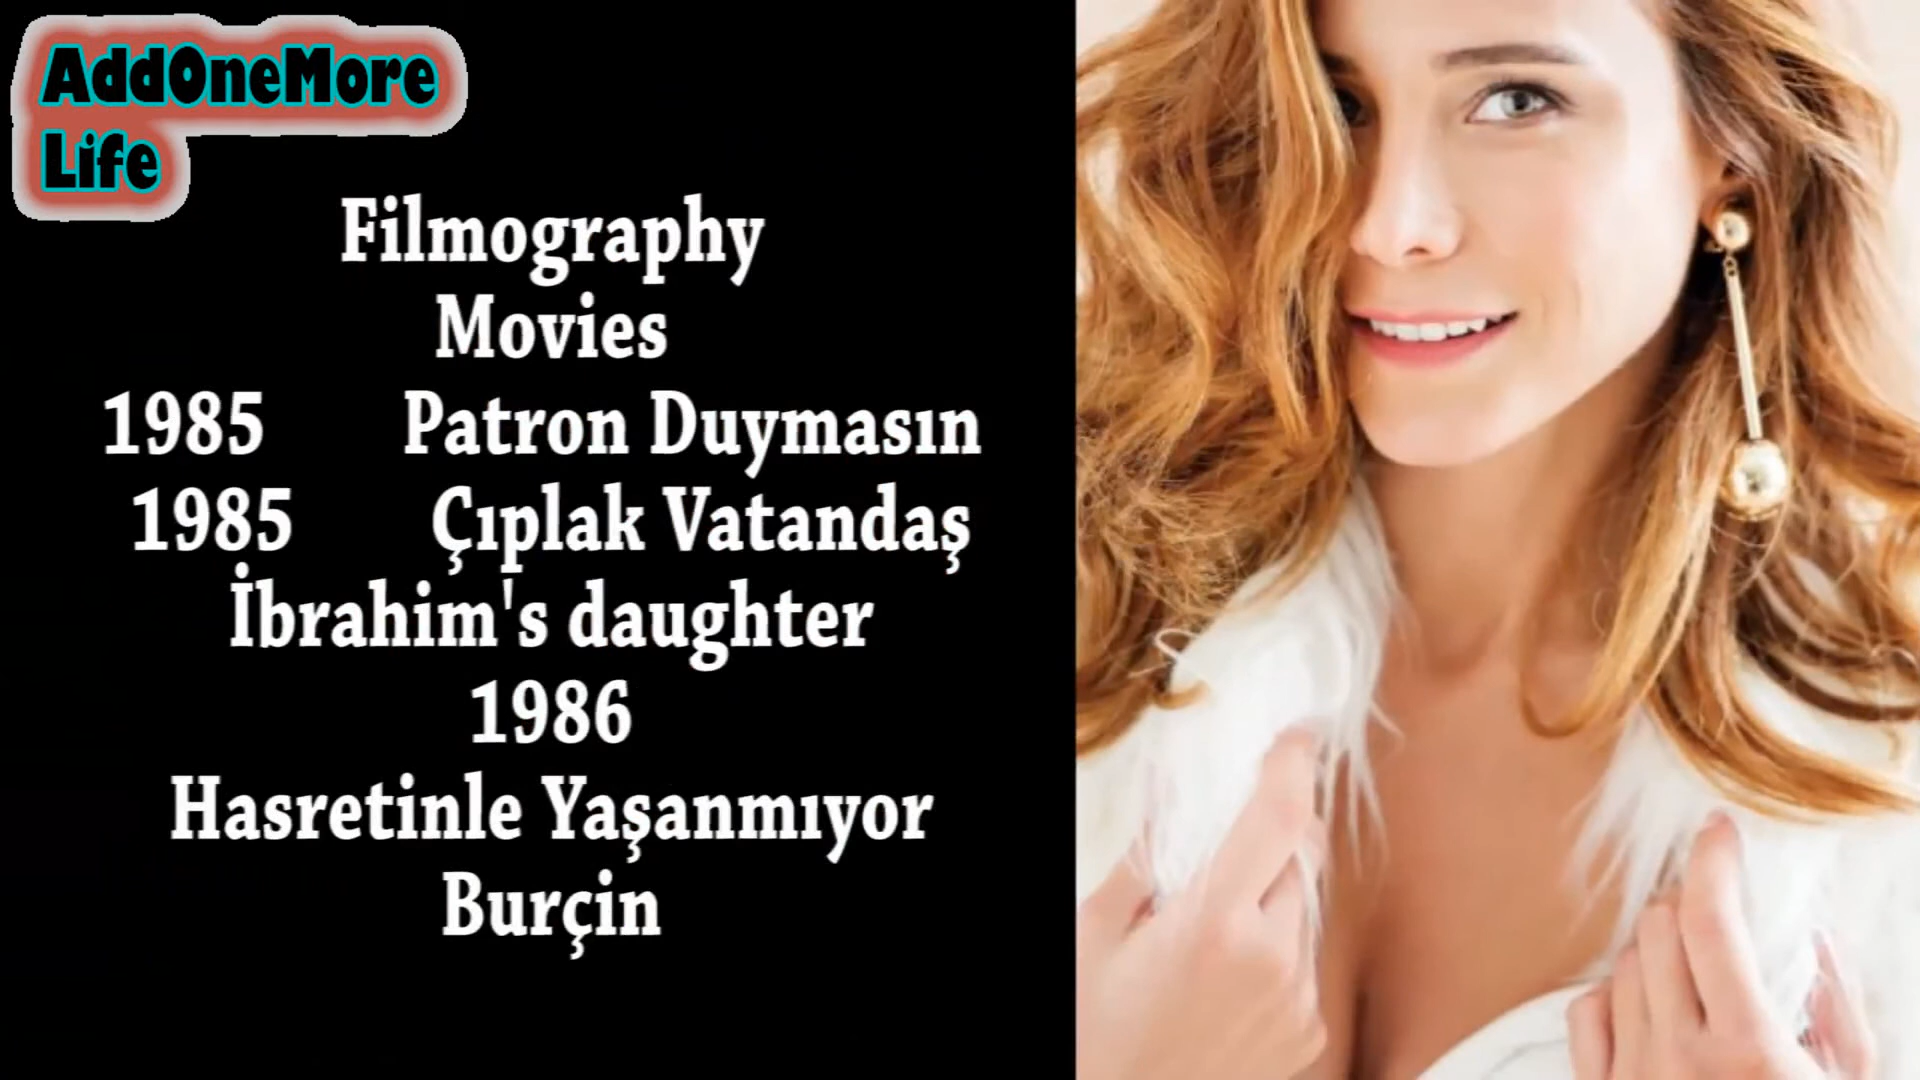 AddOneMore
Life
Filmography
Movies
1985 Patron Duymasın
1985 Çıplak Vatandaş
İbrahim's daughter
1986
Hasretinle Yaşanmıyor
Burçin